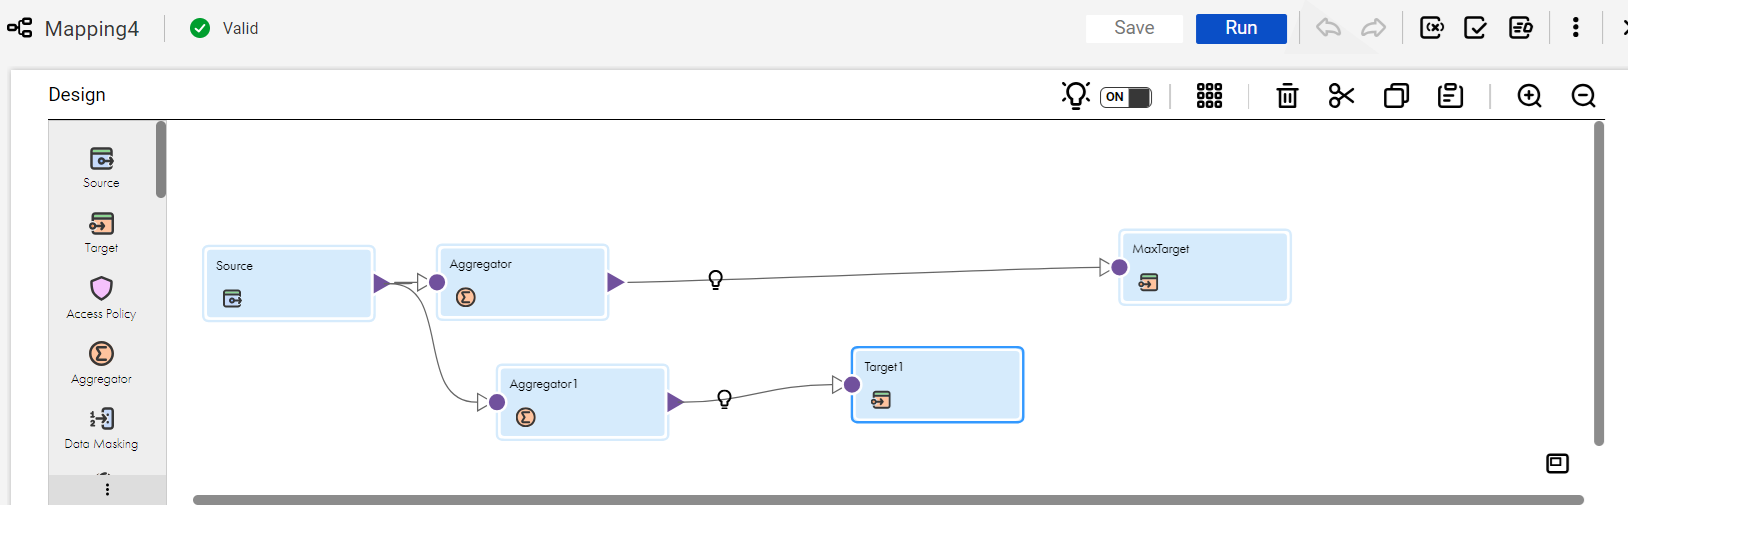 Mapping4
Valid
Save
Run
Design
ON
Source
Target
Access Policy
Aggregator
Data Masking
Source
Aggregator
MaxTarget
Aggregator1
Target1